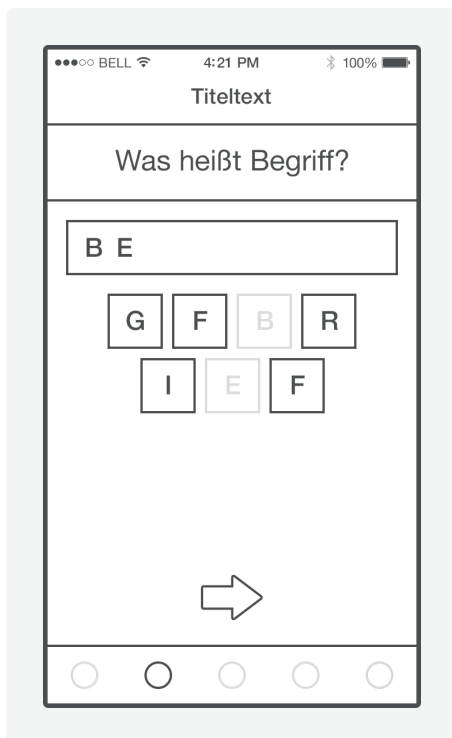 BELL 4:21 PM 100%
Titeltext
Was heißt Begriff?
B E
G F B R
I E F